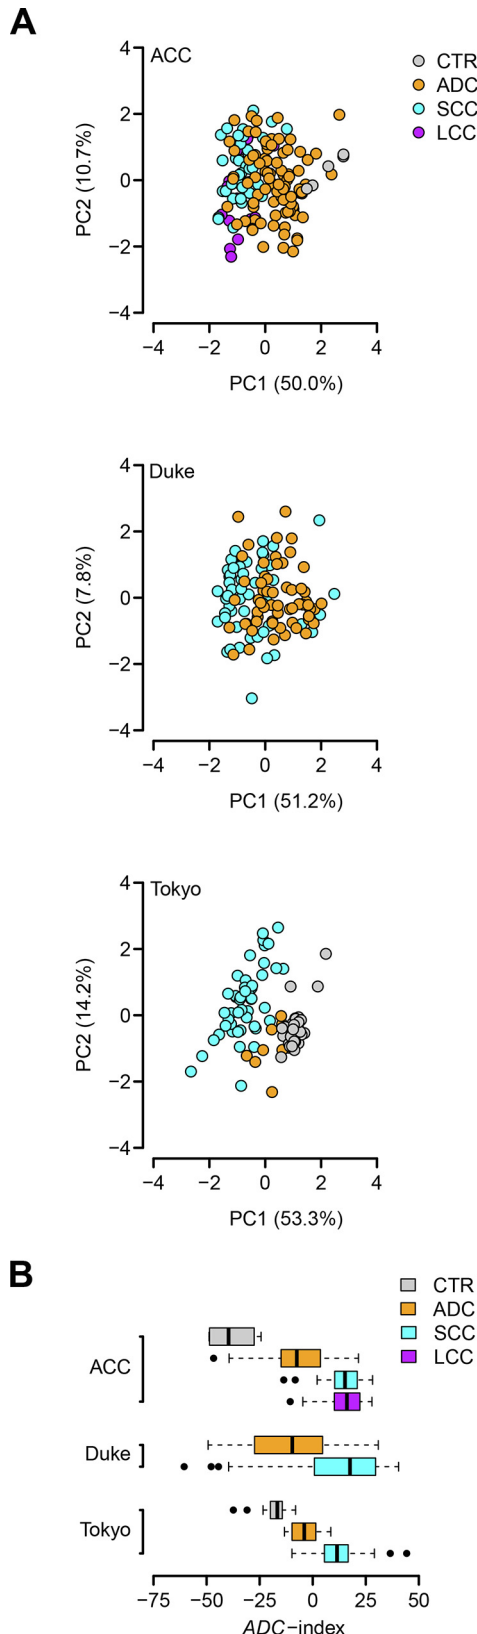 A
ACC
CTR
ADC
SCC
LCC
4
2
0
−2
−4
PC2 (10.7%)
−4 −2 0 2 4
PC1 (50.0%)
Duke
4
2
0
−2
−4
PC2 (7.8%)
−4 −2 0 2 4
PC1 (51.2%)
Tokyo
4
2
0
−2
−4
PC2 (14.2%)
−4 −2 0 2 4
PC1 (53.3%)
B
CTR
ADC
SCC
LCC
ACC
Duke
Tokyo
−75 −50 −25 0 25 50
ADC−index